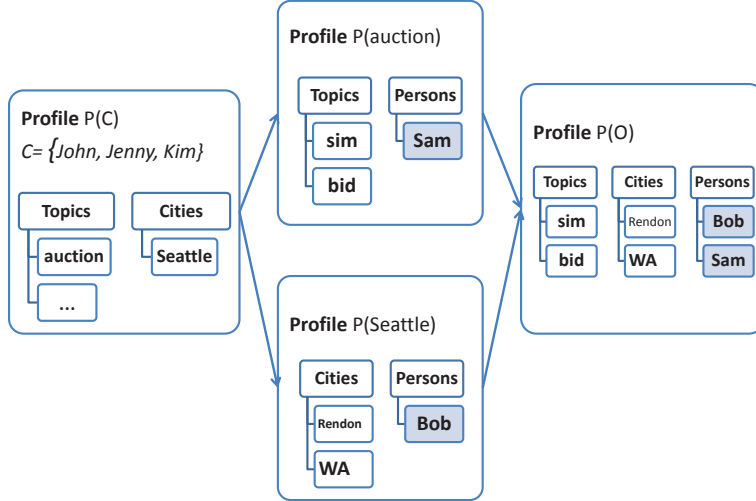 Profile P(C)
C= {John, Jenny, Kim}
Topics
auction
...
Cities
Seattle
Profile P(auction)
Topics
sim
bid
Persons
Sam
Profile P(Seattle)
Cities
Rendon
WA
Persons
Bob
Profile P(O)
Topics
sim
bid
Cities
Rendon
WA
Persons
Bob
Sam